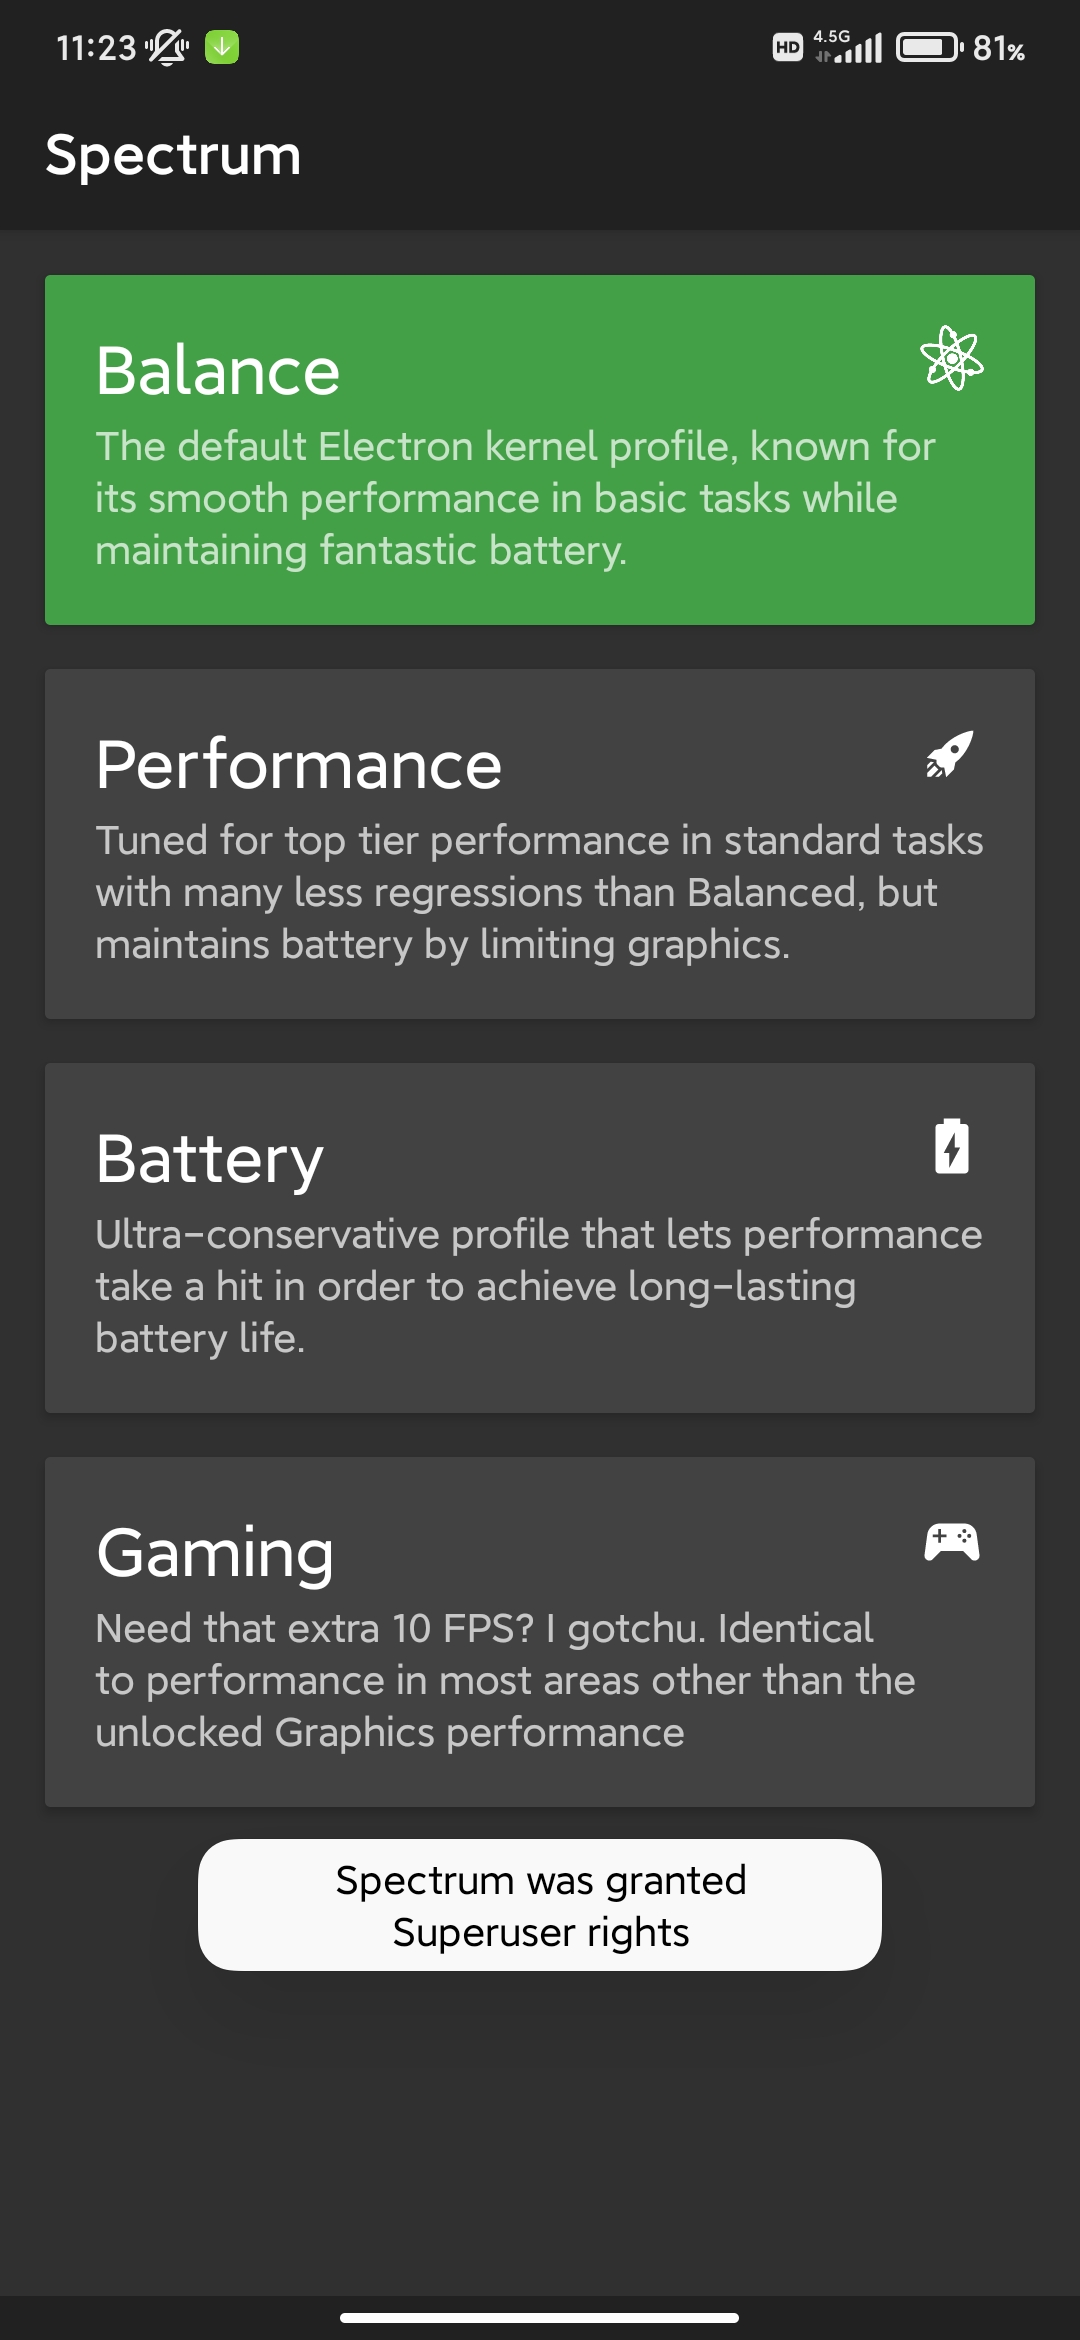 11:23
HD 4.5G 81%
Spectrum
Balance
The default Electron kernel profile, known for
its smooth performance in basic tasks while
maintaining fantastic battery.
Performance
Tuned for top tier performance in standard tasks
with many less regressions than Balanced, but
maintains battery by limiting graphics.
Battery
Ultra-conservative profile that lets performance
take a hit in order to achieve long-lasting
battery life.
Gaming
Need that extra 10 FPS? I gotchu. Identical
to performance in most areas other than the
unlocked Graphics performance
Spectrum was granted
Superuser rights